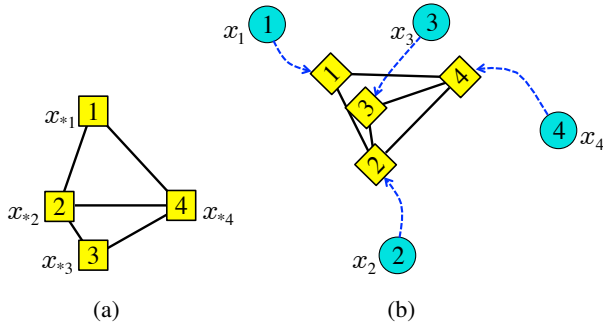 x₁ 1
x₃ 3
1
4
3
x∗₁ 1
4 x₄
2
x∗₂ 2
4 x∗₄
x∗₃ 3
x₂ 2
(a)
(b)